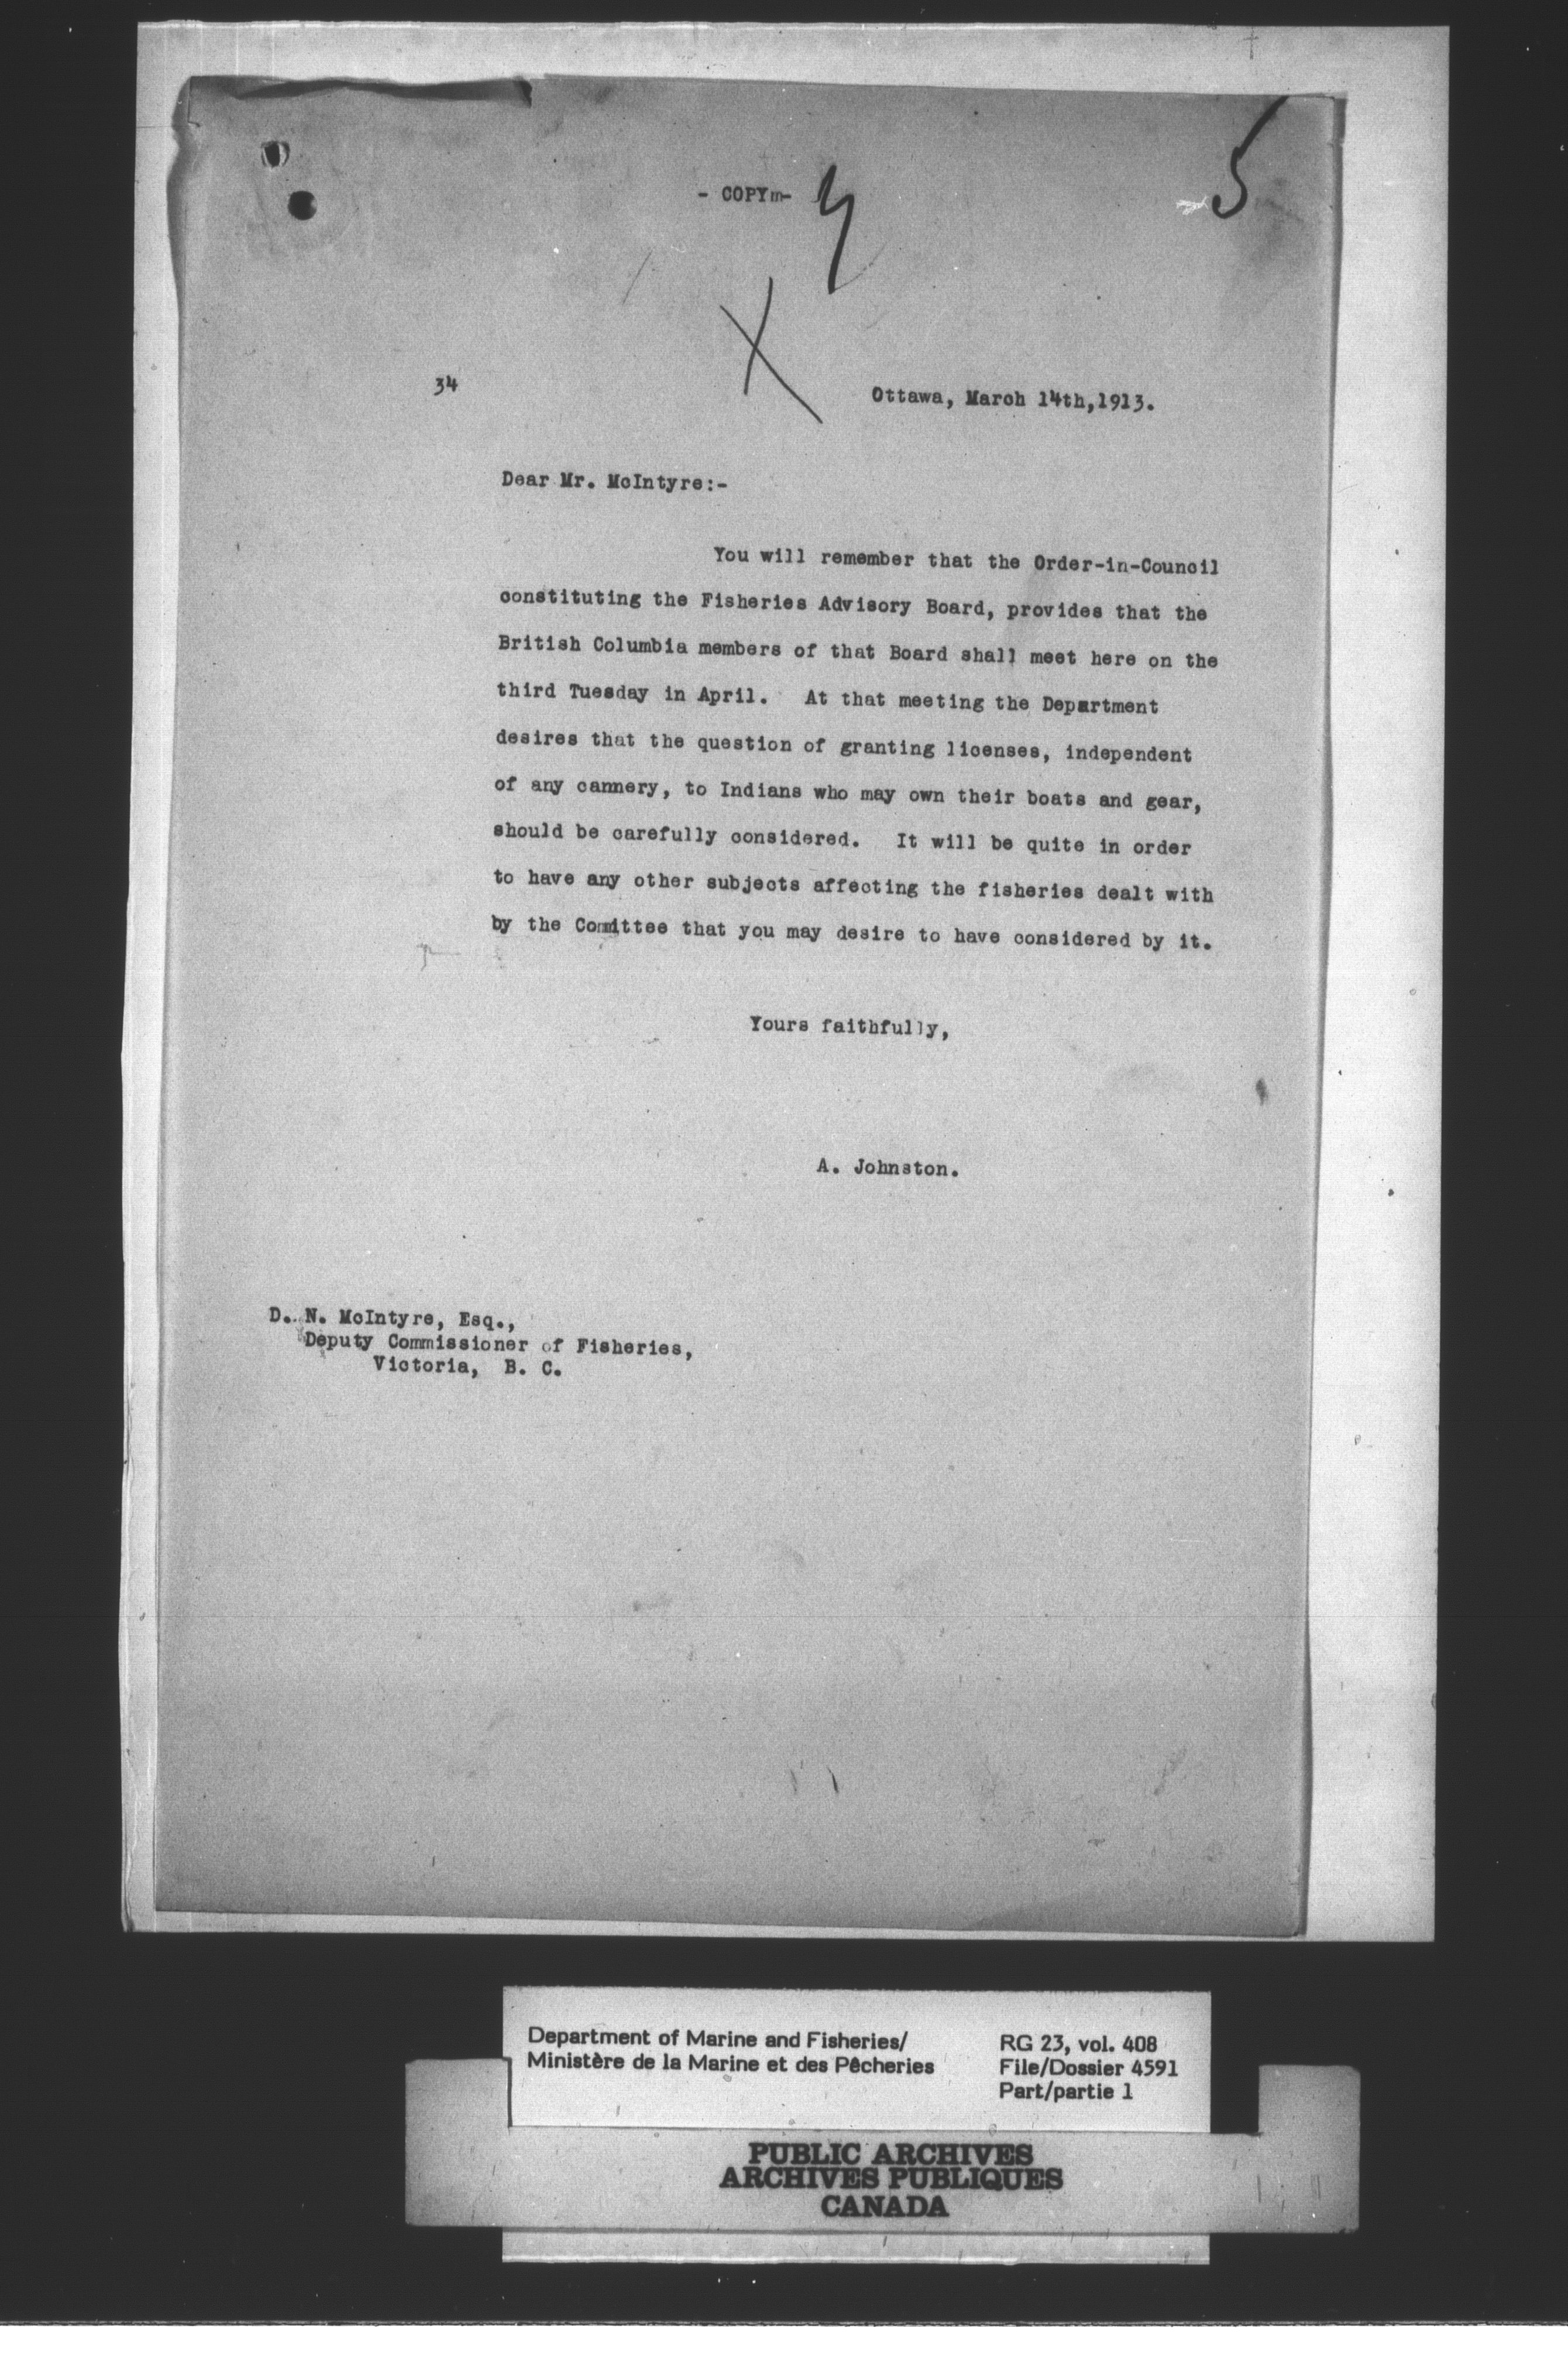 - COPYm-
5
34
Ottawa, March 14th,1913.
Dear Mr. McIntyre:-
You will remember that the Order-in-Council
constituting the Fisheries Advisory Board, provides that the
British Columbia members of that Board shall meet here on the
third Tuesday in April. At that meeting the Department
desires that the question of granting licenses, independent
of any cannery, to Indians who may own their boats and gear,
should be carefully considered. It will be quite in order
to have any other subjects affecting the fisheries dealt with
by the Committee that you may desire to have considered by it.
Yours faithfully,
A. Johnston.
D. N. McIntyre, Esq.,
Deputy Commissioner of Fisheries,
Victoria, B. C.
Department of Marine and Fisheries/
Ministère de la Marine et des Pêcheries
RG 23, vol. 408
File/Dossier 4591
Part/partie 1
PUBLIC ARCHIVES
ARCHIVES PUBLIQUES
CANADA